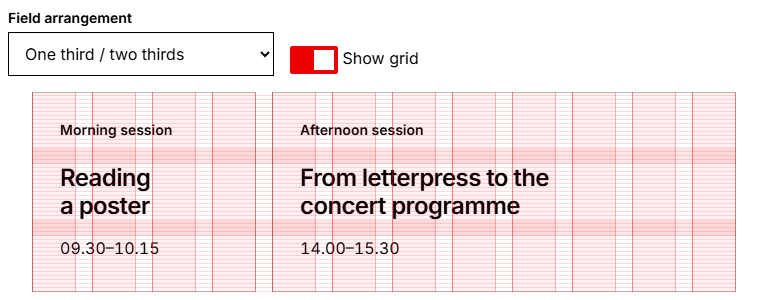 Field arrangement
One third / two thirds
Show grid
Morning session
Reading
a poster
09.30–10.15
Afternoon session
From letterpress to the
concert programme
14.00–15.30